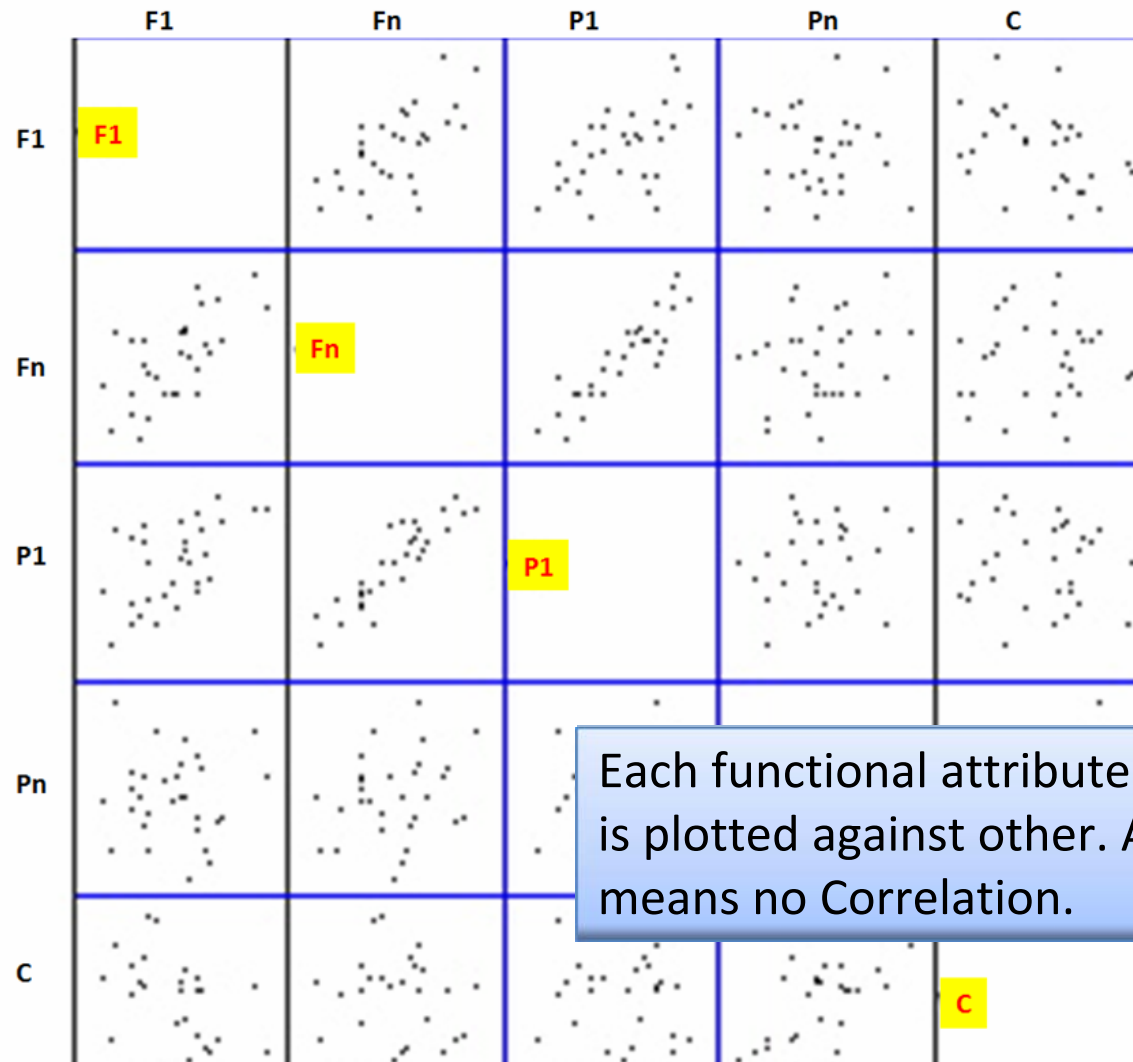 F1 Fn P1 Pn C
F1
F1
Fn
Fn
P1
P1
Pn
Each functional attribute
is plotted against other. A
means no Correlation.
C
C